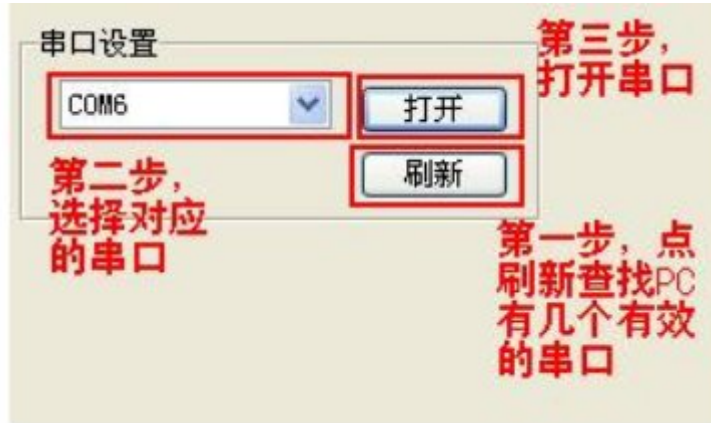 串口设置
COM6
打开
刷新
第三步，
打开串口
第二步，
选择对应
的串口
第一步，点
刷新查找PC
有几个有效
的串口